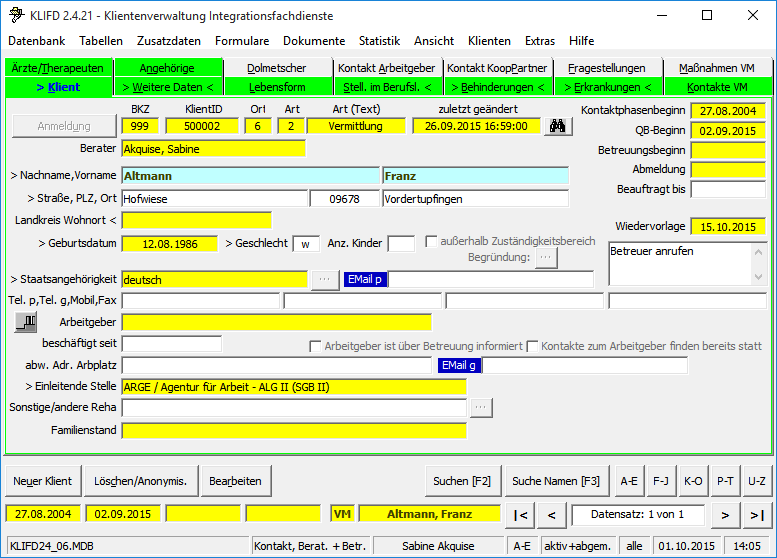 KLIFD 2.4.21 - Klientenverwaltung Integrationsfachdienste
Datenbank Tabellen Zusatzdaten Formulare Dokumente Statistik Ansicht Klienten Extras Hilfe
Ärzte/Therapeuten Angehörige Dolmetscher Kontakt Arbeitgeber Kontakt KoopPartner Fragestellungen Maßnahmen VM
> Klient > Weitere Daten < Lebensform Stell. im Berufsl. < > Behinderungen < > Erkrankungen < Kontakte VM
BKZ KlientID Ort Art Art (Text) zuletzt geändert Kontaktphasenbeginn 27.08.2004
Anmeldung 999 500002 6 2 Vermittlung 26.09.2015 16:59:00
QB-Beginn 02.09.2015
Berater Akquise, Sabine Betreuungsbeginn
Abmeldung
> Nachname,Vorname Altmann Franz
Beauftragt bis
> Straße, PLZ, Ort Hofwiese 09678 Vordertupfingen
Landkreis Wohnort < Wiedervorlage 15.10.2015
> Geburtsdatum 12.08.1986 > Geschlecht w Anz. Kinder außerhalb Zuständigkeitsbereich
Betreuer anrufen
Begründung: ...
> Staatsangehörigkeit deutsch ... EMail p
Tel. p,Tel. g,Mobil,Fax
Arbeitgeber
beschäftigt seit Arbeitgeber ist über Betreuung informiert Kontakte zum Arbeitgeber finden bereits statt
abw. Adr. Arbplatz EMail g
> Einleitende Stelle ARGE / Agentur für Arbeit - ALG II (SGB II)
Sonstige/andere Reha ...
Familienstand
Neuer Klient Löschen/Anonymis. Bearbeiten Suchen [F2] Suche Namen [F3] A-E F-J K-O P-T U-Z
27.08.2004 02.09.2015 VM Altmann, Franz |< < Datensatz: 1 von 1 > >|
KLIFD24_06.MDB Kontakt, Berat. + Betr. Sabine Akquise A-E aktiv+abgem. alle 01.10.2015 14:05